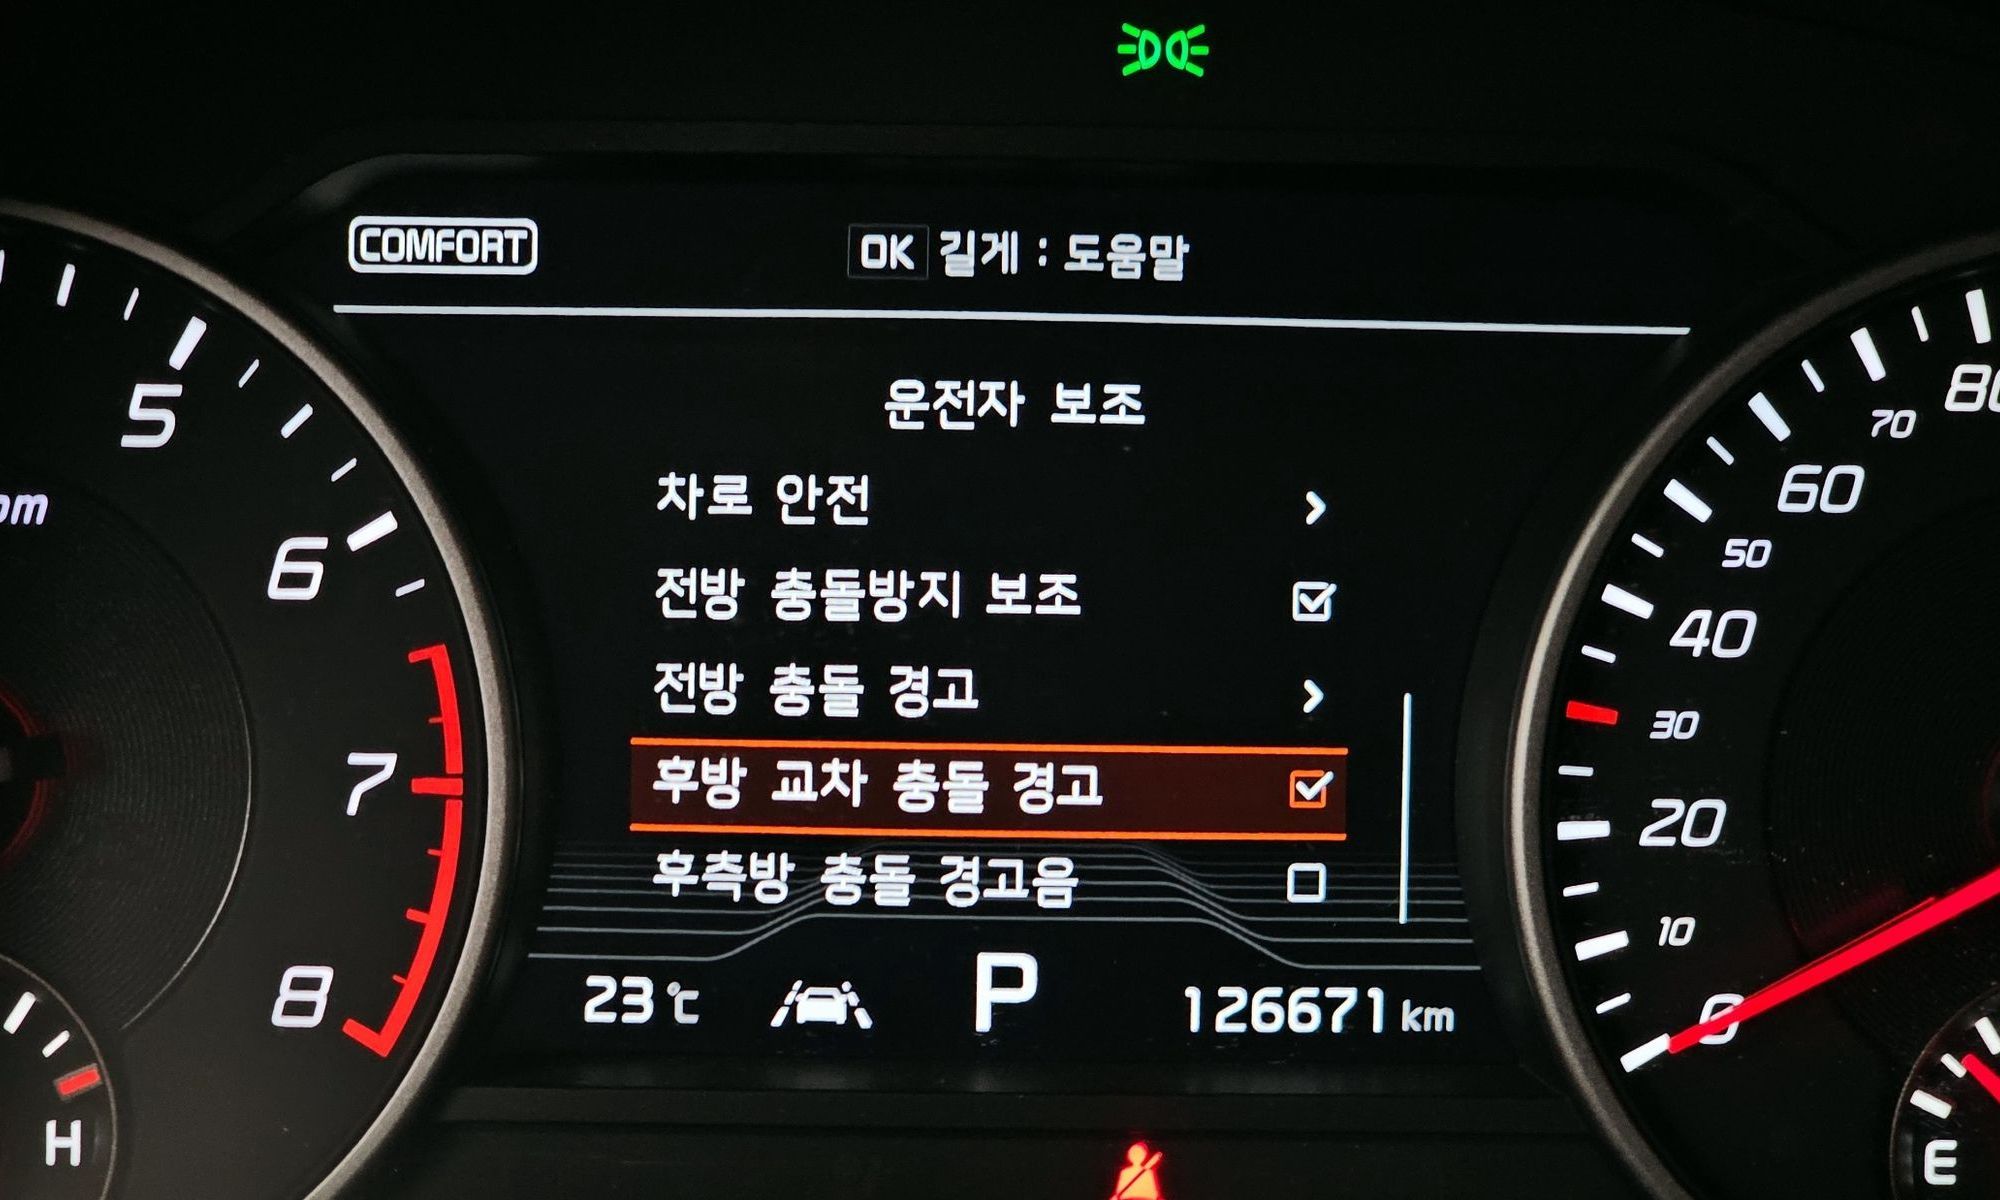 COMFORT
OK 길게 : 도움말
운전자 보조
차로 안전
전방 충돌방지 보조
전방 충돌 경고
후방 교차 충돌 경고
후측방 충돌 경고음
23℃ P 126671 km
5
6
7
8
H
80
70
60
50
40
30
20
10
0
E